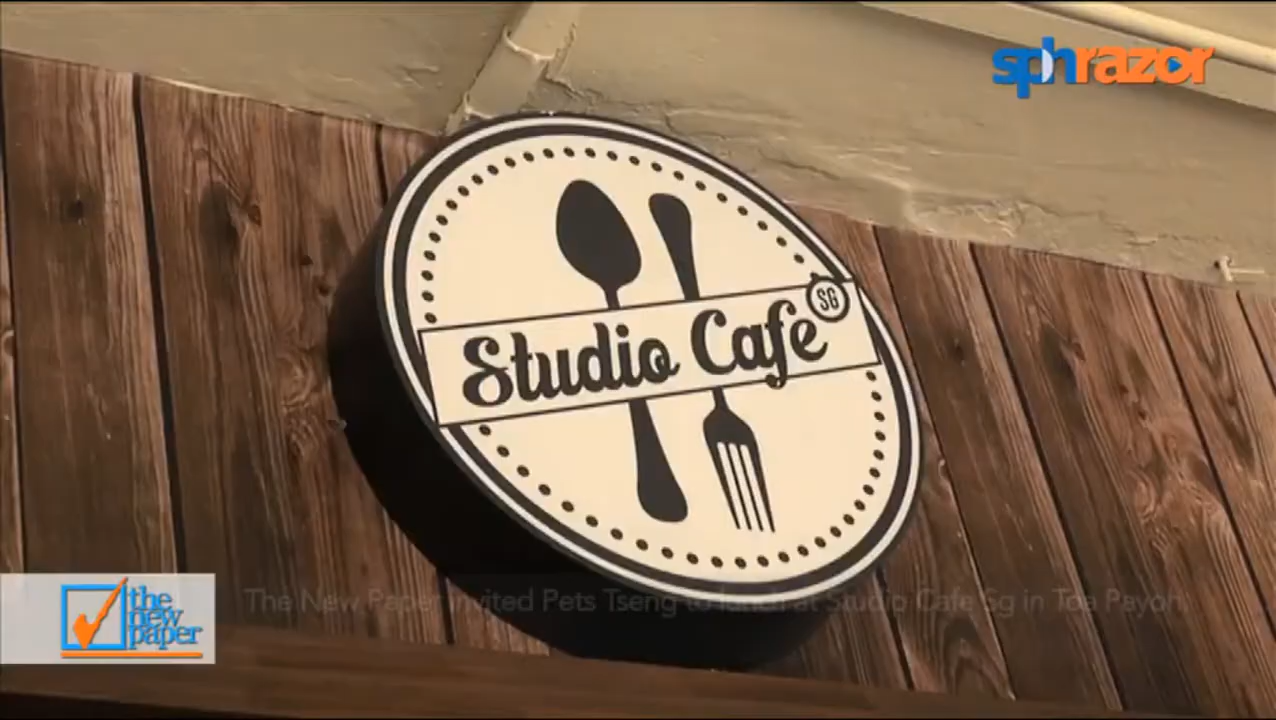 sphrazor
Studio Cafe SG
the
new
paper
The New Paper invited Pets Tseng to lunch at Studio Cafe Sg in Toa Payoh